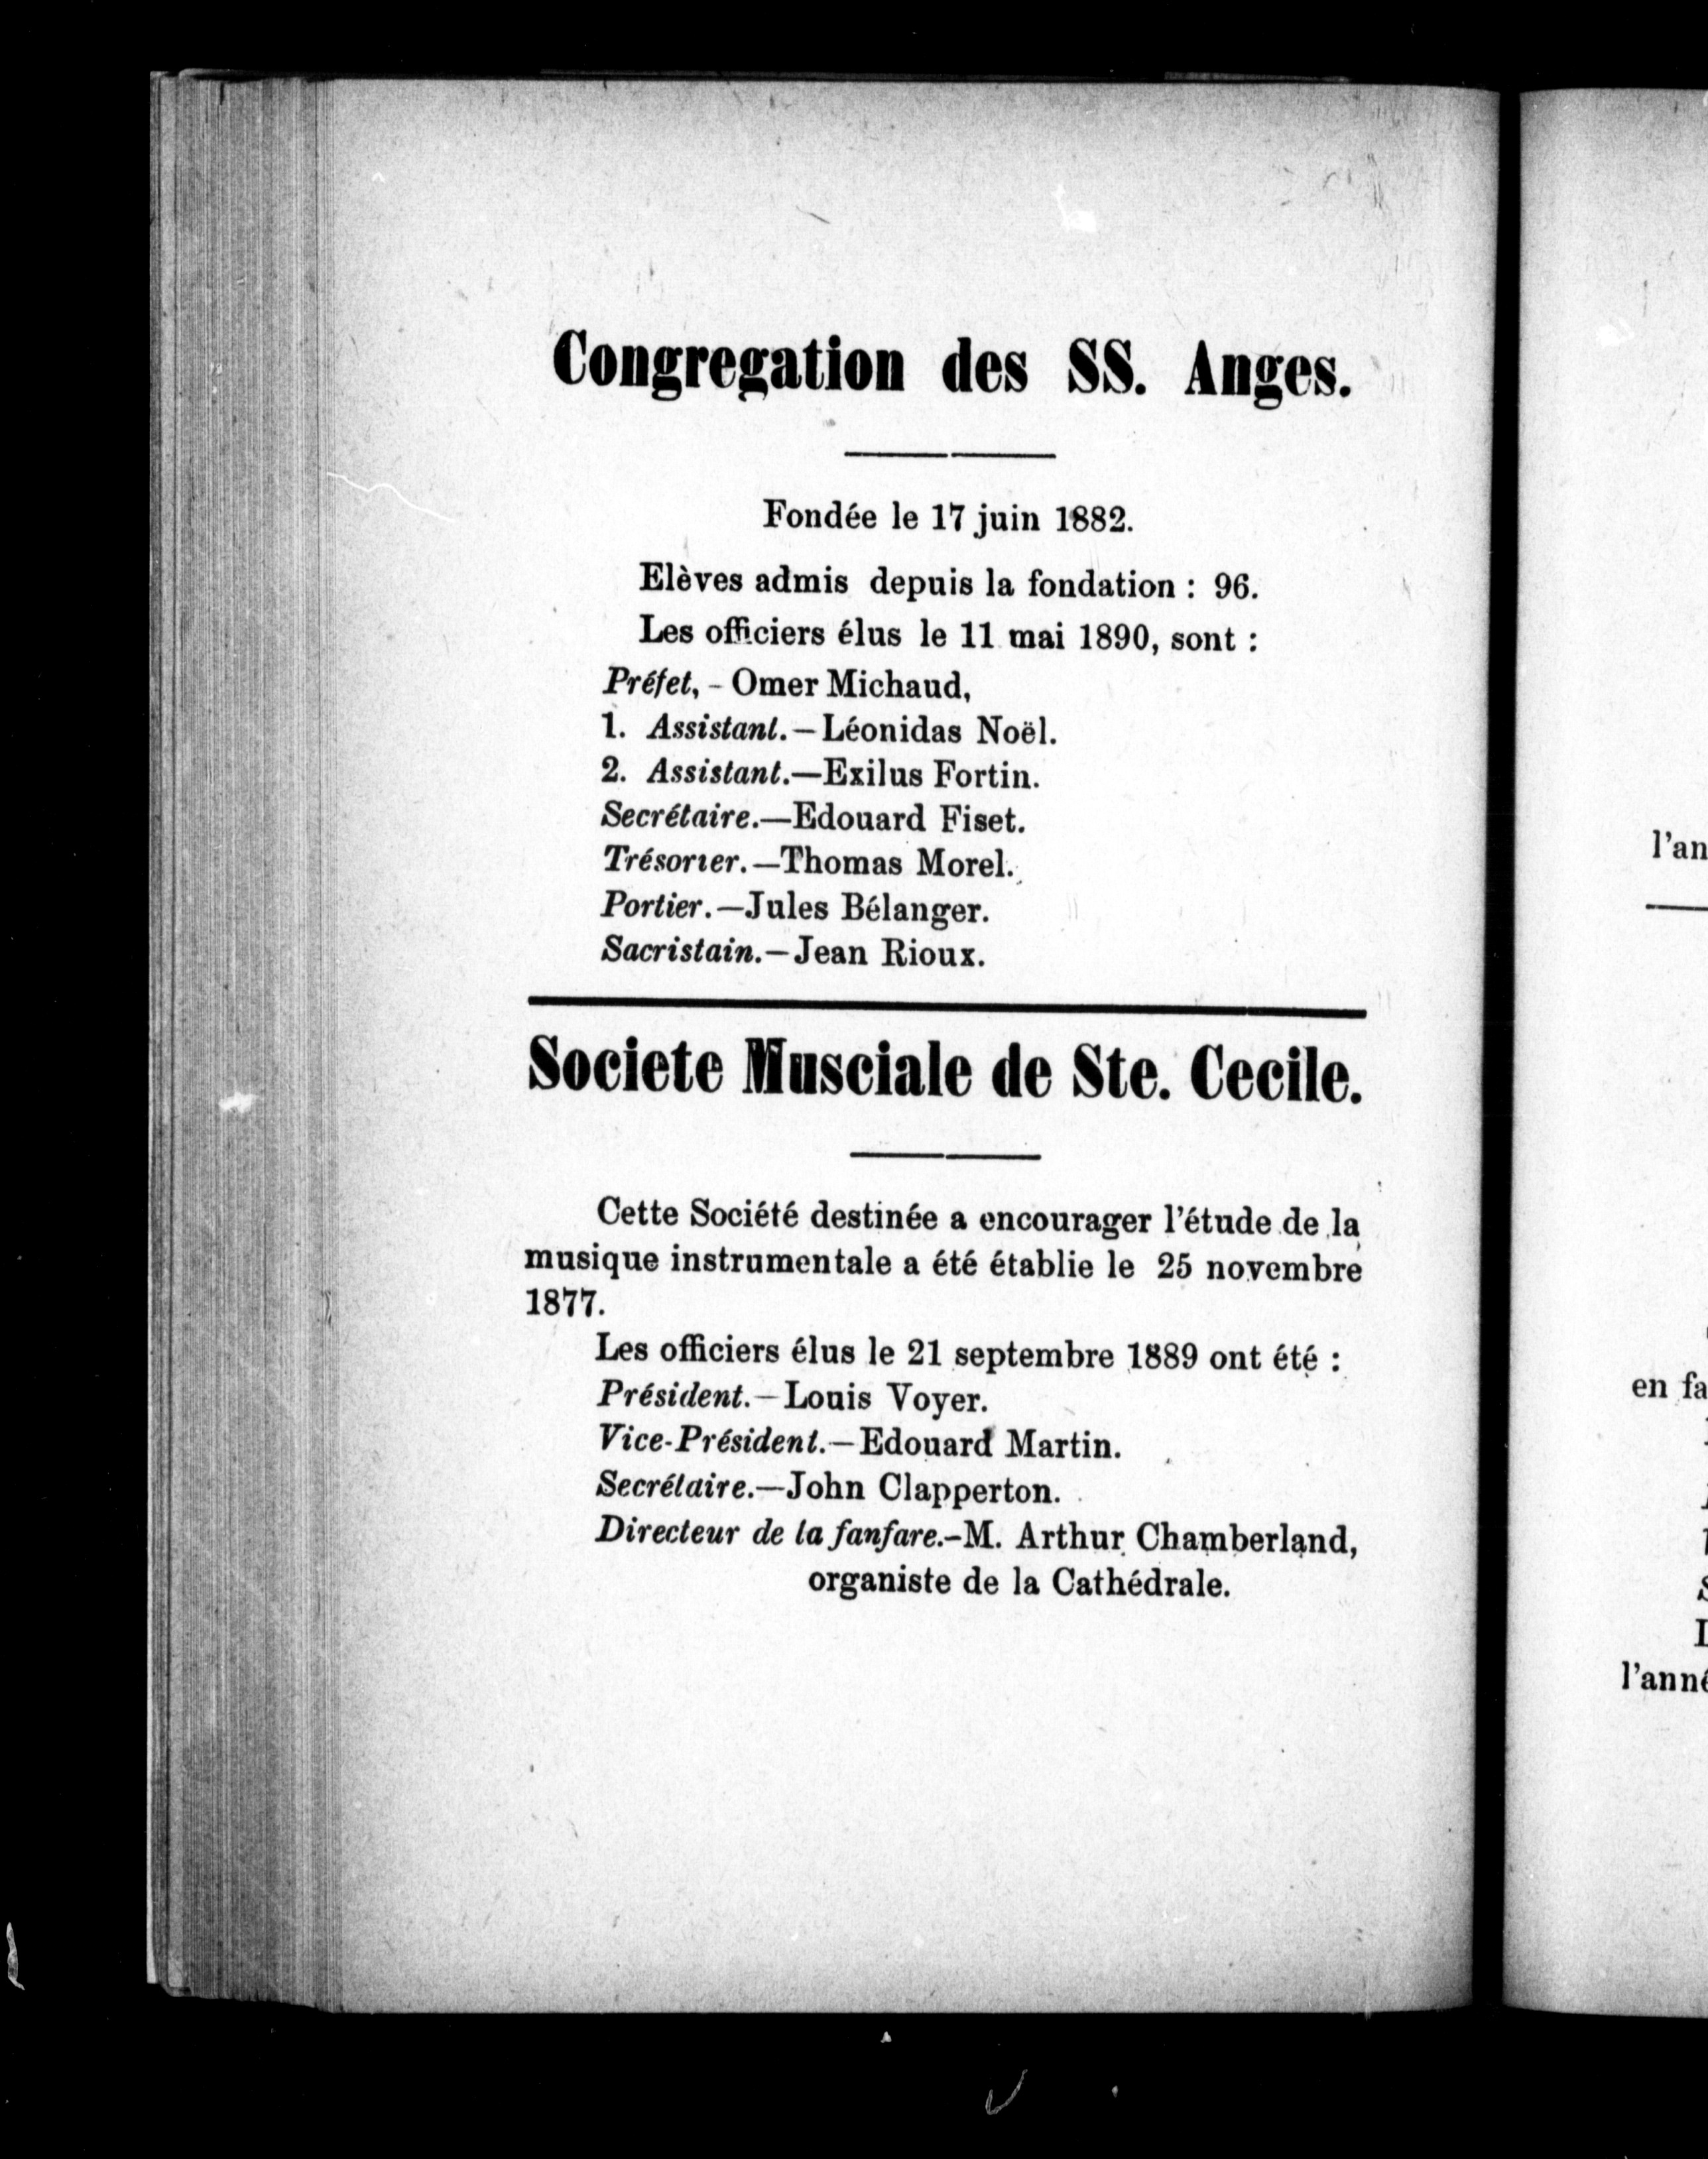 Congregation des SS. Anges.
Fondée le 17 juin 1882.
Elèves admis depuis la fondation : 96.
Les officiers élus le 11 mai 1890, sont :
Préfet, - Omer Michaud,
1. Assistant.—Léonidas Noël.
2. Assistant.—Exilus Fortin.
Secrétaire.—Edouard Fiset.
Trésorier.—Thomas Morel.
Portier.—Jules Bélanger.
Sacristain.—Jean Rioux.
Societe Musciale de Ste. Cecile.
Cette Société destinée a encourager l'étude de la
musique instrumentale a été établie le 25 novembre
1877.
Les officiers élus le 21 septembre 1889 ont été :
Président.—Louis Voyer.
Vice-Président.—Edouard Martin.
Secrétaire.—John Clapperton.
Directeur de la fanfare.-M. Arthur Chamberland,
organiste de la Cathédrale.
l'an
en fa
l'anné